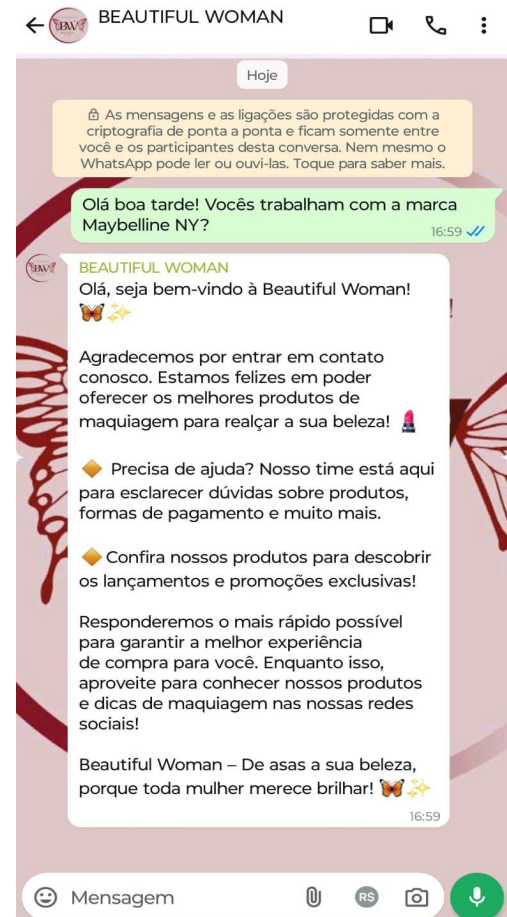 BEAUTIFUL WOMAN
BW
Hoje
As mensagens e as ligações são protegidas com a
criptografia de ponta a ponta e ficam somente entre
você e os participantes desta conversa. Nem mesmo o
WhatsApp pode ler ou ouvi-las. Toque para saber mais.
Olá boa tarde! Vocês trabalham com a marca
Maybelline NY?
16:59
BW
BEAUTIFUL WOMAN
Olá, seja bem-vindo à Beautiful Woman!
🦋✨
Agradecemos por entrar em contato
conosco. Estamos felizes em poder
oferecer os melhores produtos de
maquiagem para realçar a sua beleza! 💄
🔶 Precisa de ajuda? Nosso time está aqui
para esclarecer dúvidas sobre produtos,
formas de pagamento e muito mais.
🔶 Confira nossos produtos para descobrir
os lançamentos e promoções exclusivas!
Responderemos o mais rápido possível
para garantir a melhor experiência
de compra para você. Enquanto isso,
aproveite para conhecer nossos produtos
e dicas de maquiagem nas nossas redes
sociais!
Beautiful Woman – De asas a sua beleza,
porque toda mulher merece brilhar! 🦋✨
16:59
Mensagem
R$